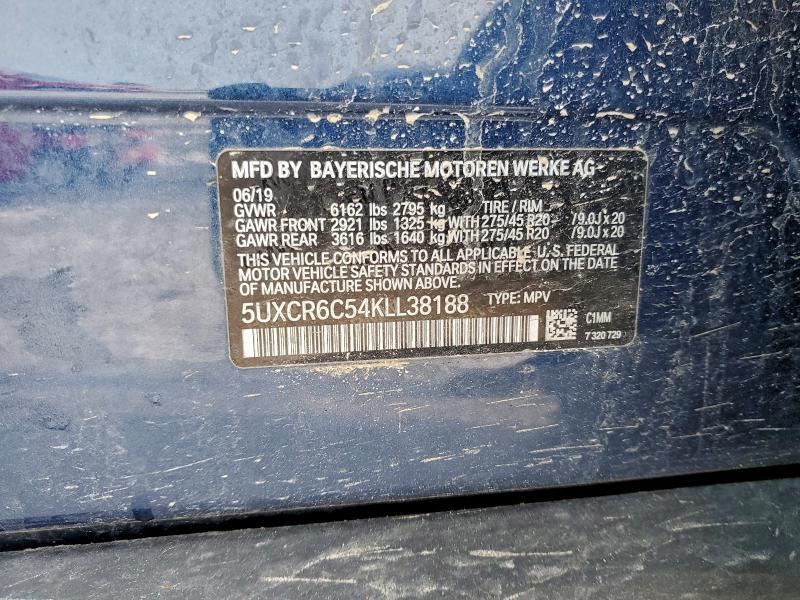 MFD BY BAYERISCHE MOTOREN WERKE AG
06/19
GVWR 6162 lbs 2795 kg TIRE / RIM
GAWR FRONT 2921 lbs 1325 kg WITH 275/45 R20 /9.0J x 20
GAWR REAR 3616 lbs 1640 kg WITH 275/45 R20 /9.0J x 20
THIS VEHICLE CONFORMS TO ALL APPLICABLE U.S. FEDERAL
MOTOR VEHICLE SAFETY STANDARDS IN EFFECT ON THE DATE
OF MANUFACTURE SHOWN ABOVE.
5UXCR6C54KLL38188 TYPE: MPV
C1MM
7 320 729